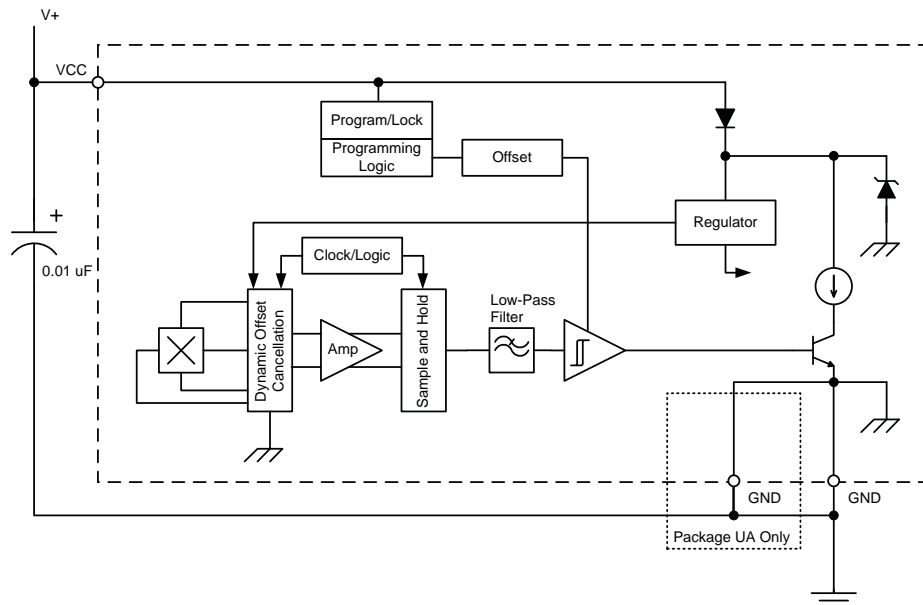 V+
VCC
Program/Lock
Programming
Logic
Offset
Regulator
+
0.01 uF
Clock/Logic
Dynamic Offset
Cancellation
Amp
Sample and Hold
Low-Pass
Filter
GND
GND
Package UA Only